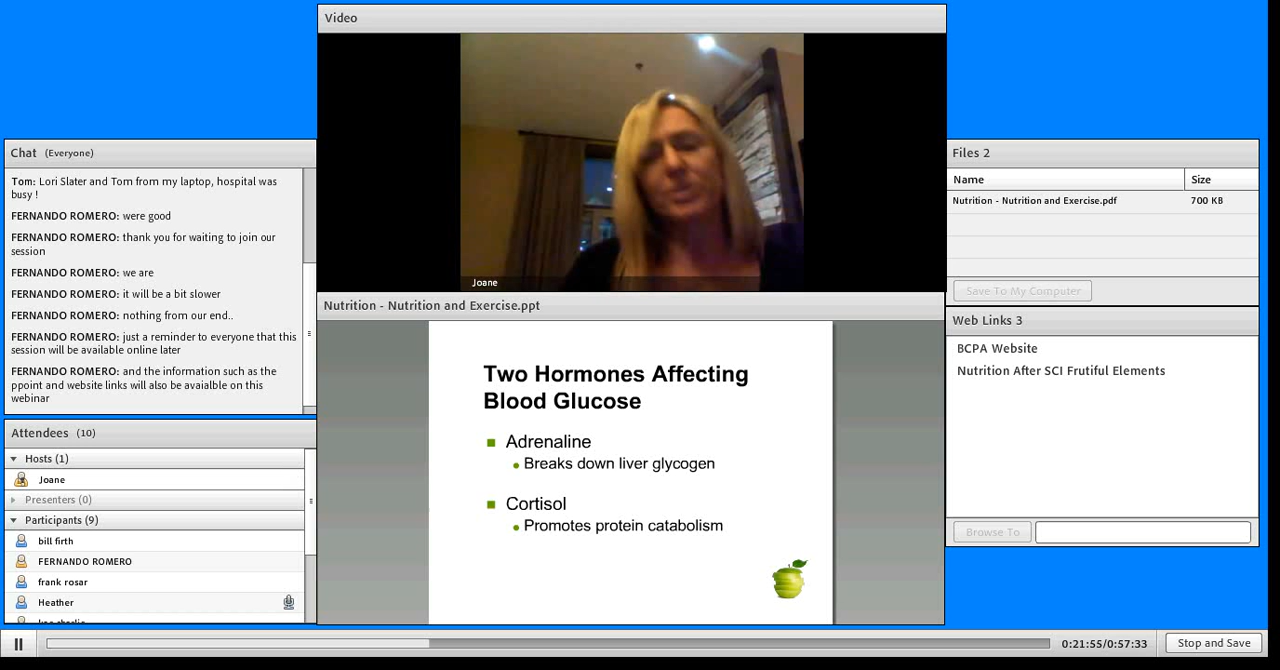 Video
Joane
Chat (Everyone)
Tom: Lori Slater and Tom from my laptop, hospital was
busy !
FERNANDO ROMERO: were good
FERNANDO ROMERO: thank you for waiting to join our
session
FERNANDO ROMERO: we are
FERNANDO ROMERO: it will be a bit slower
FERNANDO ROMERO: nothing from our end..
FERNANDO ROMERO: just a reminder to everyone that this
session will be available online later
FERNANDO ROMERO: and the information such as the
ppoint and website links will also be avaialble on this
webinar
Attendees (10)
Hosts (1)
Joane
Presenters (0)
Participants (9)
bill firth
FERNANDO ROMERO
frank rosar
Heather
Nutrition - Nutrition and Exercise.ppt
Two Hormones Affecting
Blood Glucose
Adrenaline
Breaks down liver glycogen
Cortisol
Promotes protein catabolism
Files 2
Name Size
Nutrition - Nutrition and Exercise.pdf 700 KB
Save To My Computer
Web Links 3
BCPA Website
Nutrition After SCI Frutiful Elements
Browse To
0:21:55/0:57:33
Stop and Save